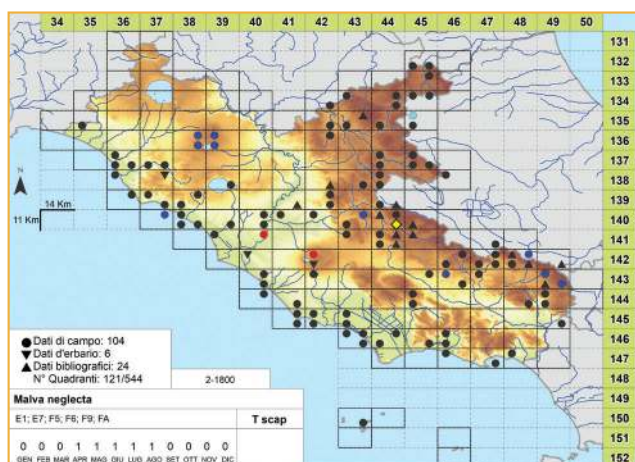 34 35 36 37 38 39 40 41 42 43 44 45 46 47 48 49 50
131
132
133
134
135
136
137
138
139
140
141
142
143
144
145
146
147
148
149
150
151
152
N
14 Km
11 Km
Dati di campo: 104
Dati d'erbario: 6
Dati bibliografici: 24
N° Quadranti: 121/544
2-1800
Malva neglecta
E1; E7; F5; F6; F9; FA
T scap
0 0 0 1 1 1 1 1 0 0 0 0
GEN FEB MAR APR MAG GIU LUG AGO SET OTT NOV DIC